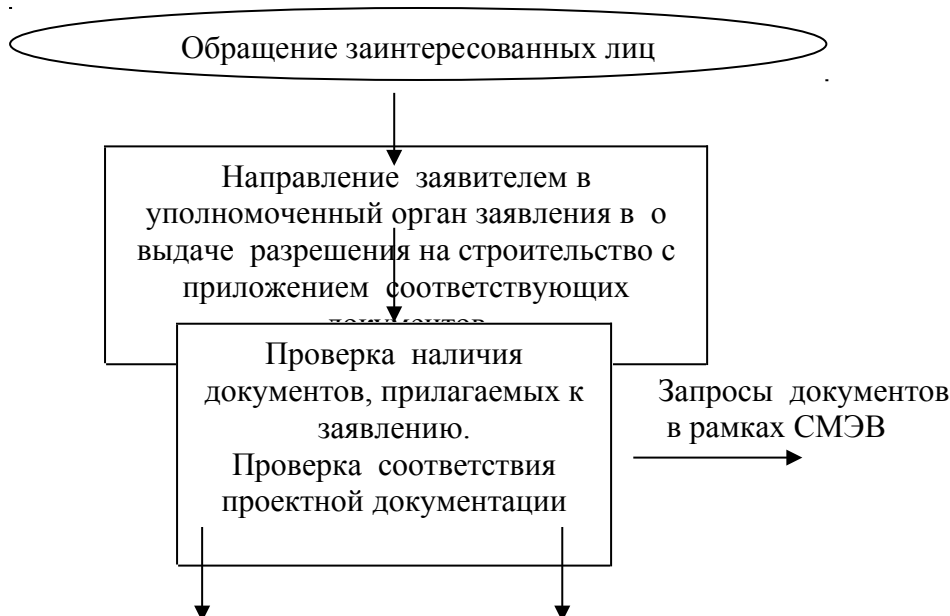 Обращение заинтересованных лиц
Направление заявителем в
уполномоченный орган заявления в о
выдаче разрешения на строительство с
приложением соответствующих
Проверка наличия
документов, прилагаемых к
заявлению.
Проверка соответствия
проектной документации
Запросы документов
в рамках СМЭВ